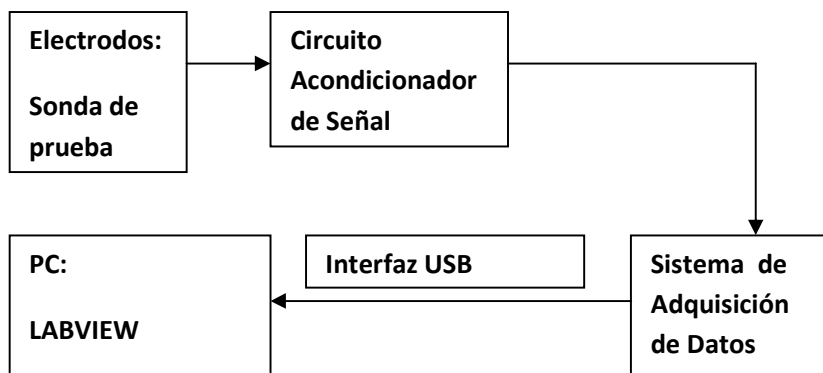 Electrodos:
Sonda de
prueba
Circuito
Acondicionador
de Señal
PC:
LABVIEW
Interfaz USB
Sistema de
Adquisición
de Datos